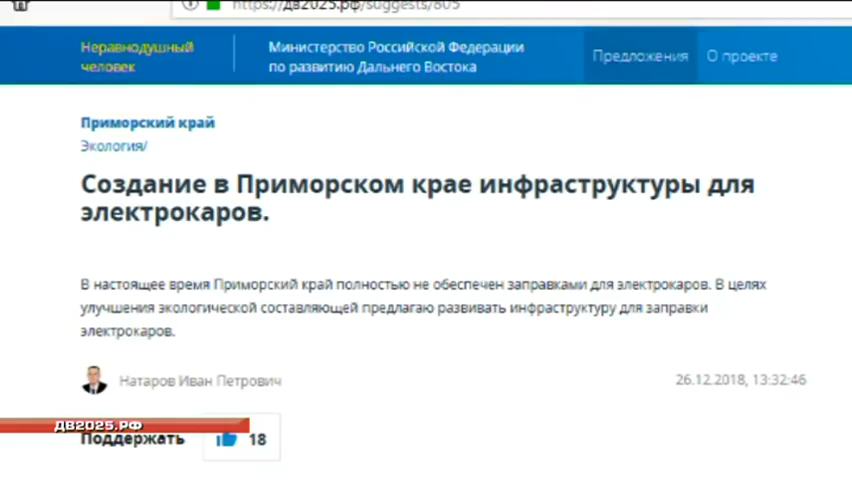 https://дв2025.рф/suggests/805
Неравнодушный
человек
Министерство Российской Федерации
по развитию Дальнего Востока
Предложения
О проекте
Приморский край
Экология/
Создание в Приморском крае инфраструктуры для
электрокаров.
В настоящее время Приморский край полностью не обеспечен заправками для электрокаров. В целях
улучшения экологической составляющей предлагаю развивать инфраструктуру для заправки
электрокаров.
Натаров Иван Петрович
26.12.2018, 13:32:46
ДВ2025.РФ
Поддержать
18